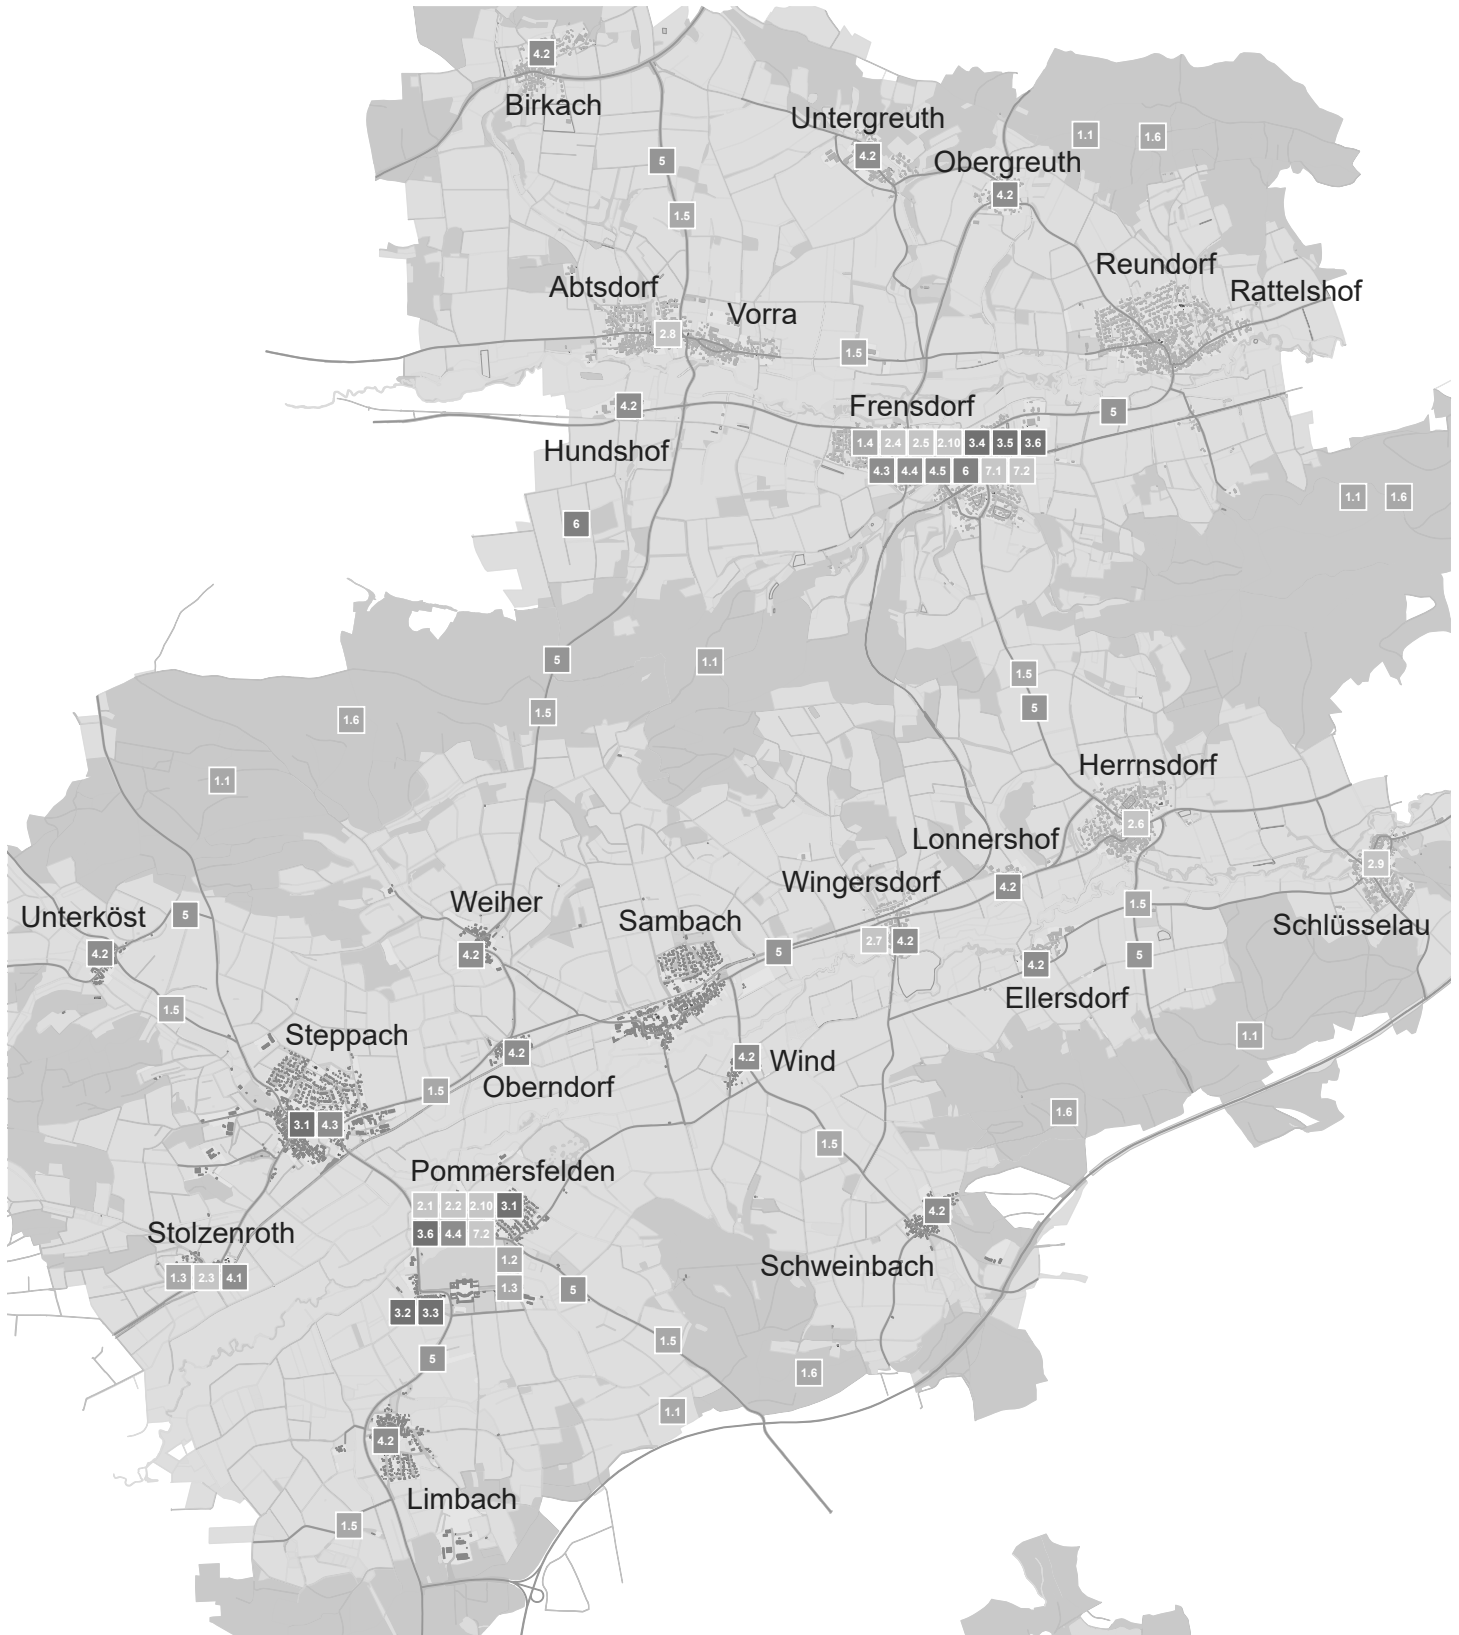 4.2
Birkach
Untergreuth
1.1 1.6
4.2
Obergreuth
5
4.2
1.5
Reundorf
Abtsdorf
Rattelshof
Vorra
2.8
1.5
4.2
Frensdorf
5
1.4 2.4 2.5 2.10 3.4 3.5 3.6
Hundshof
4.3 4.4 4.5 6 7.1 7.2
1.1 1.6
6
5
1.1
1.5
1.5
5
1.6
Herrnsdorf
1.1
2.6
Lonnershof
2.9
Wingersdorf
4.2
Weiher
1.5
Unterköst
5
Sambach
Schlüsselau
2.7 4.2
4.2
4.2
5
5
4.2
Ellersdorf
1.5
Steppach
1.1
4.2
4.2
Wind
Oberndorf
1.5
1.6
3.1 4.3
1.5
Pommersfelden
2.1 2.2 2.10 3.1
4.2
Stolzenroth
3.6 4.4 7.2
1.2
Schweinbach
1.3 2.3 4.1
1.3
5
3.2 3.3
1.5
5
1.6
1.1
4.2
Limbach
1.5